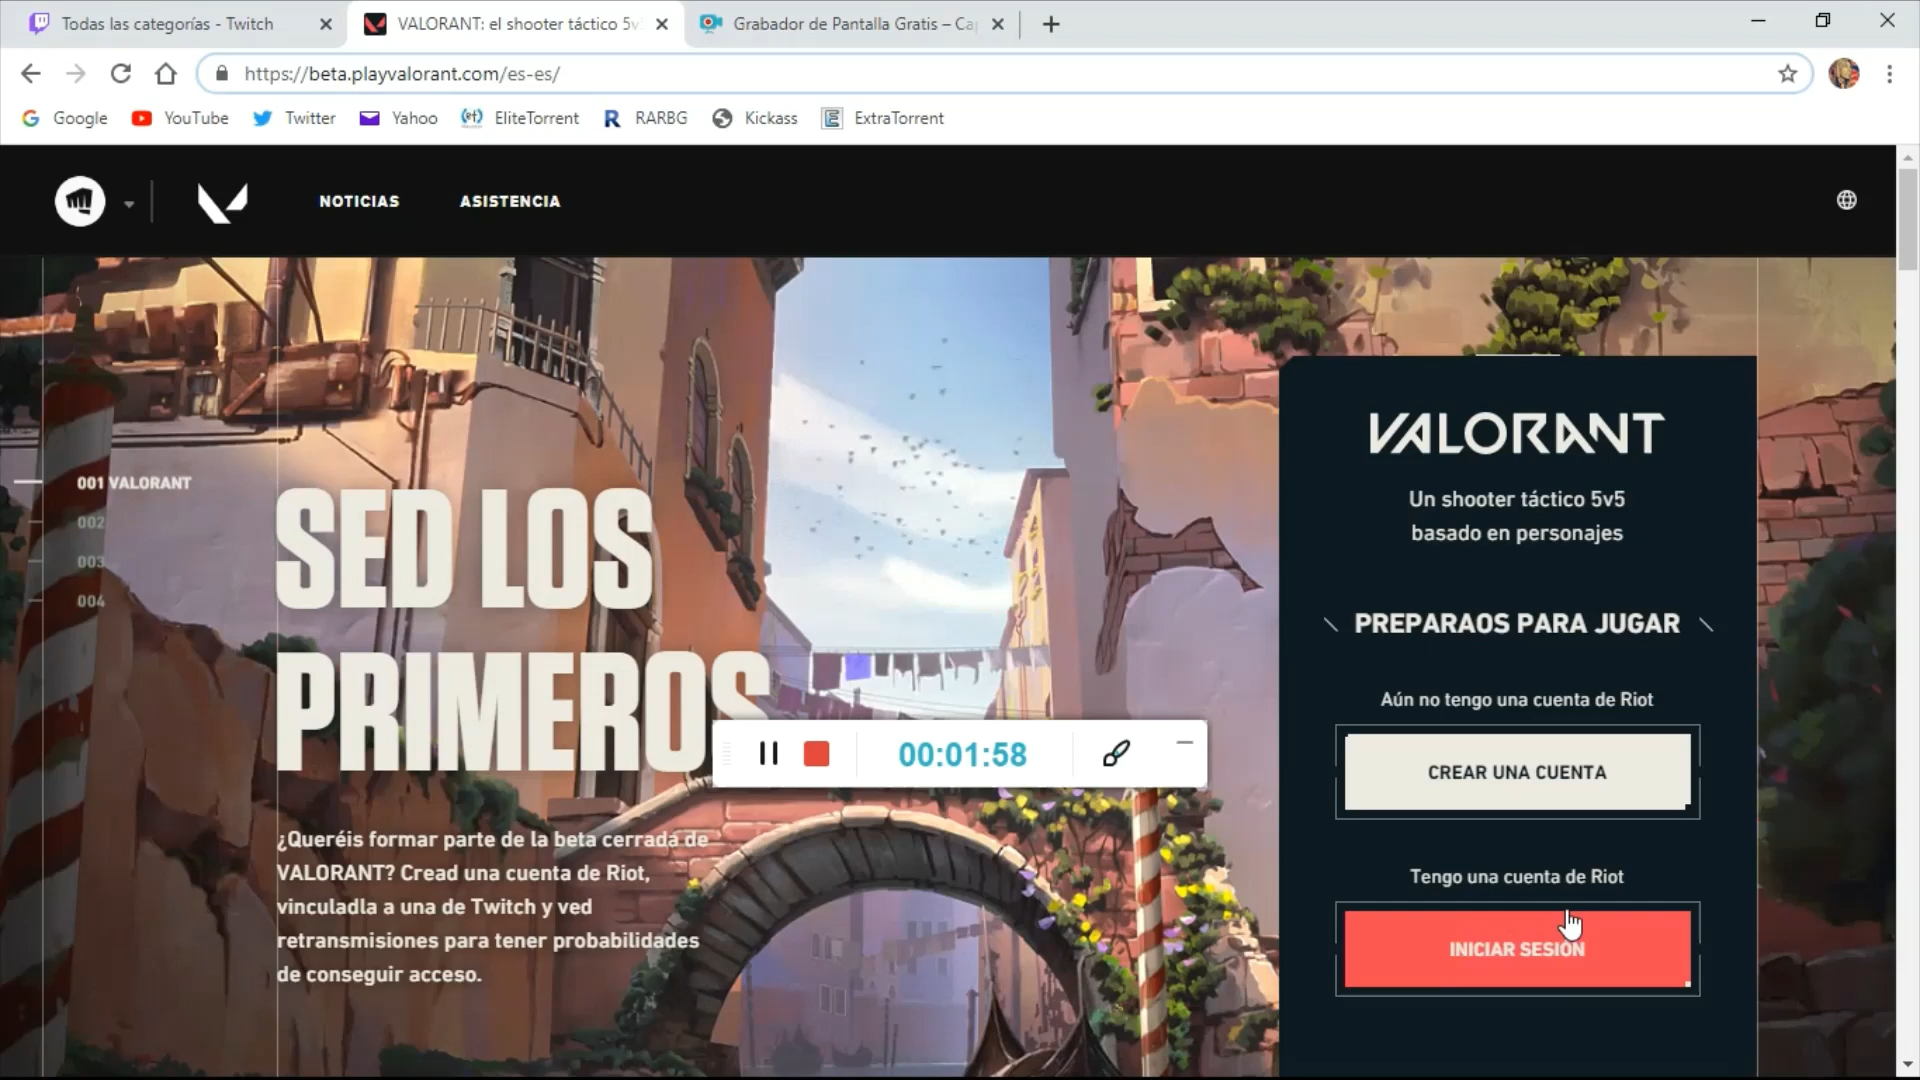 Todas las categorías - Twitch
VALORANT: el shooter táctico 5v
Grabador de Pantalla Gratis – Ca
https://beta.playvalorant.com/es-es/
Google
YouTube
Twitter
Yahoo
EliteTorrent
RARBG
Kickass
ExtraTorrent
NOTICIAS
ASISTENCIA
001 VALORANT
002
003
004
SED LOS
PRIMEROS
¿Queréis formar parte de la beta cerrada de
VALORANT? Cread una cuenta de Riot,
vinculadla a una de Twitch y ved
retransmisiones para tener probabilidades
de conseguir acceso.
00:01:58
VALORANT
Un shooter táctico 5v5
basado en personajes
PREPARAOS PARA JUGAR
Aún no tengo una cuenta de Riot
CREAR UNA CUENTA
Tengo una cuenta de Riot
INICIAR SESIÓN